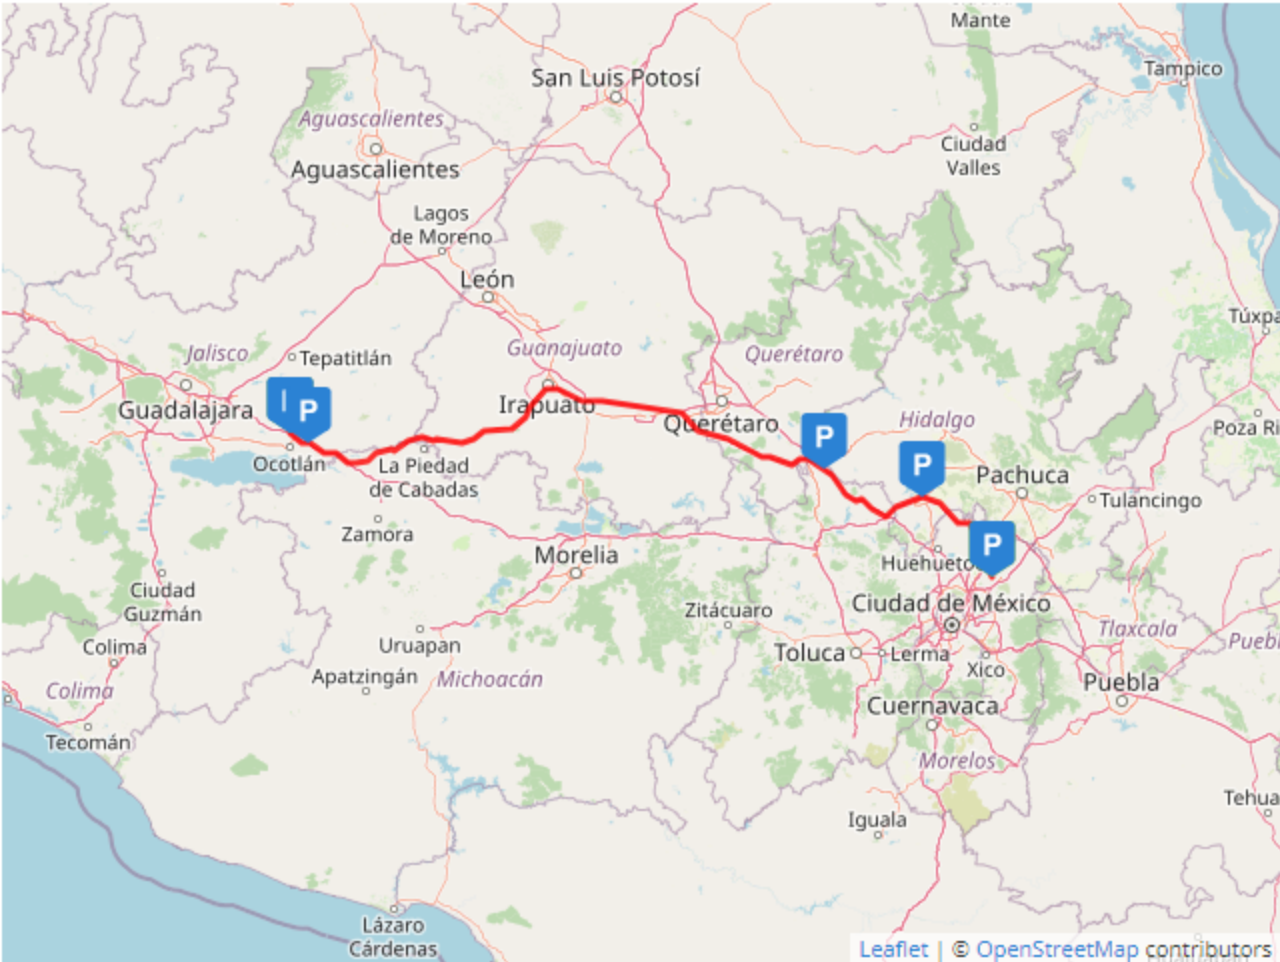 Mante
San Luis Potosí
Tampico
Aguascalientes
Ciudad
Valles
Aguascalientes
Lagos
de Moreno
León
Túxpa
Jalisco
Tepatitlán
Guanajuato
Querétaro
I
P
Guadalajara
Irapuato
Querétaro
P
Hidalgo
Poza Ri
Ocotlán
La Piedad
de Cabadas
P
Pachuca
Tulancingo
Zamora
P
Morelia
Huehueto
Ciudad
Guzmán
Zitácuaro
Ciudad de México
Tlaxcala
Colima
Uruapan
Toluca
Lerma
Xico
Puebl
Apatzingán
Michoacán
Puebla
Colima
Cuernavaca
Tecomán
Morelos
Iguala
Tehua
Lázaro
Cárdenas
Leaflet | © OpenStreetMap contributors